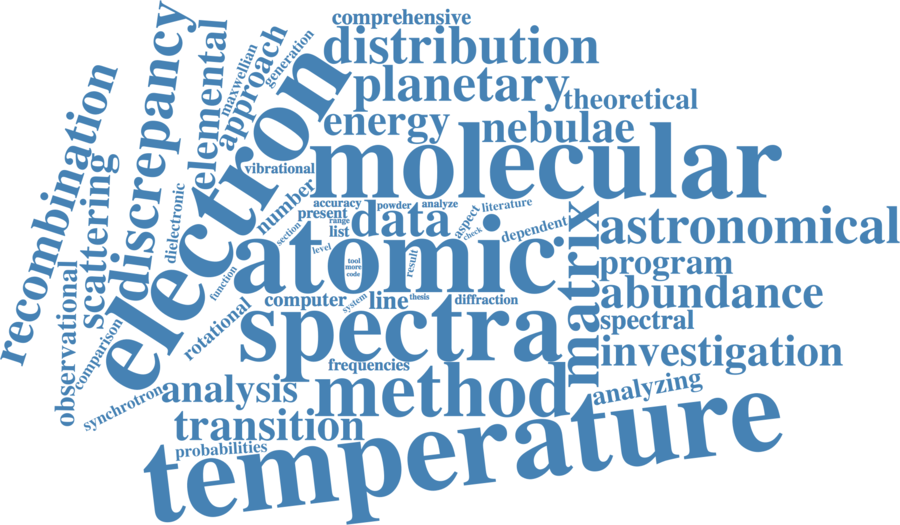 comprehensive
distribution
planetary
theoretical
energy
nebulae
molecular
electron
discrepancy
elemental
maxwellian
approach
generation
recombination
scattering
vibrational
number
dielectronic
accuracy
powder
analyze
present
range
list
data
aspect
check
literature
dependent
section
level
atomic
tool
more
code
result
matrix
astronomical
program
abundance
spectral
investigation
analyzing
function
rotational
computer
system
line
thesis
diffraction
spectra
observational
comparison
synchrotron
frequencies
analysis
method
transition
probabilities
temperature